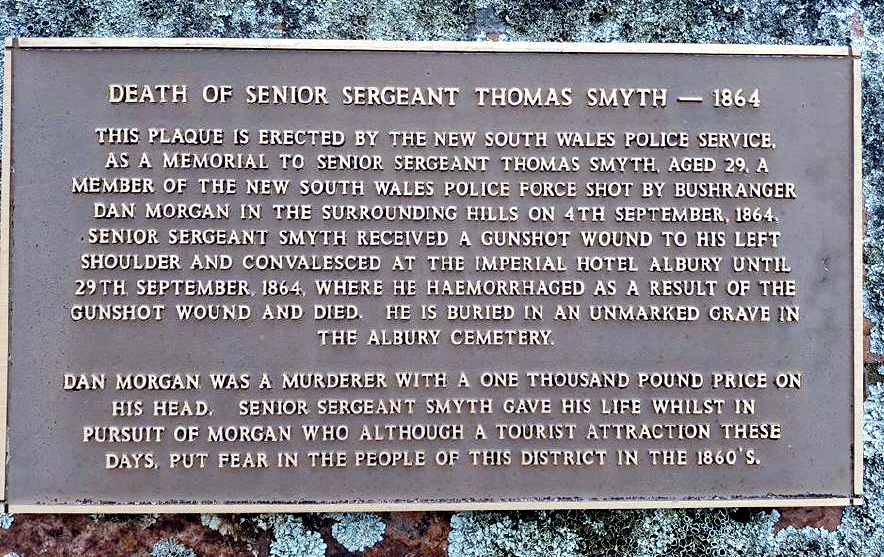 DEATH OF SENIOR SERGEANT THOMAS SMYTH — 1864
THIS PLAQUE IS ERECTED BY THE NEW SOUTH WALES POLICE SERVICE,
AS A MEMORIAL TO SENIOR SERGEANT THOMAS SMYTH, AGED 29, A
MEMBER OF THE NEW SOUTH WALES POLICE FORCE SHOT BY BUSHRANGER
DAN MORGAN IN THE SURROUNDING HILLS ON 4TH SEPTEMBER, 1864.
SENIOR SERGEANT SMYTH RECEIVED A GUNSHOT WOUND TO HIS LEFT
SHOULDER AND CONVALESCED AT THE IMPERIAL HOTEL ALBURY UNTIL
29TH SEPTEMBER, 1864, WHERE HE HAEMORRHAGED AS A RESULT OF THE
GUNSHOT WOUND AND DIED. HE IS BURIED IN AN UNMARKED GRAVE IN
THE ALBURY CEMETERY.
DAN MORGAN WAS A MURDERER WITH A ONE THOUSAND POUND PRICE ON
HIS HEAD. SENIOR SERGEANT SMYTH GAVE HIS LIFE WHILST IN
PURSUIT OF MORGAN WHO ALTHOUGH A TOURIST ATTRACTION THESE
DAYS, PUT FEAR IN THE PEOPLE OF THIS DISTRICT IN THE 1860'S.